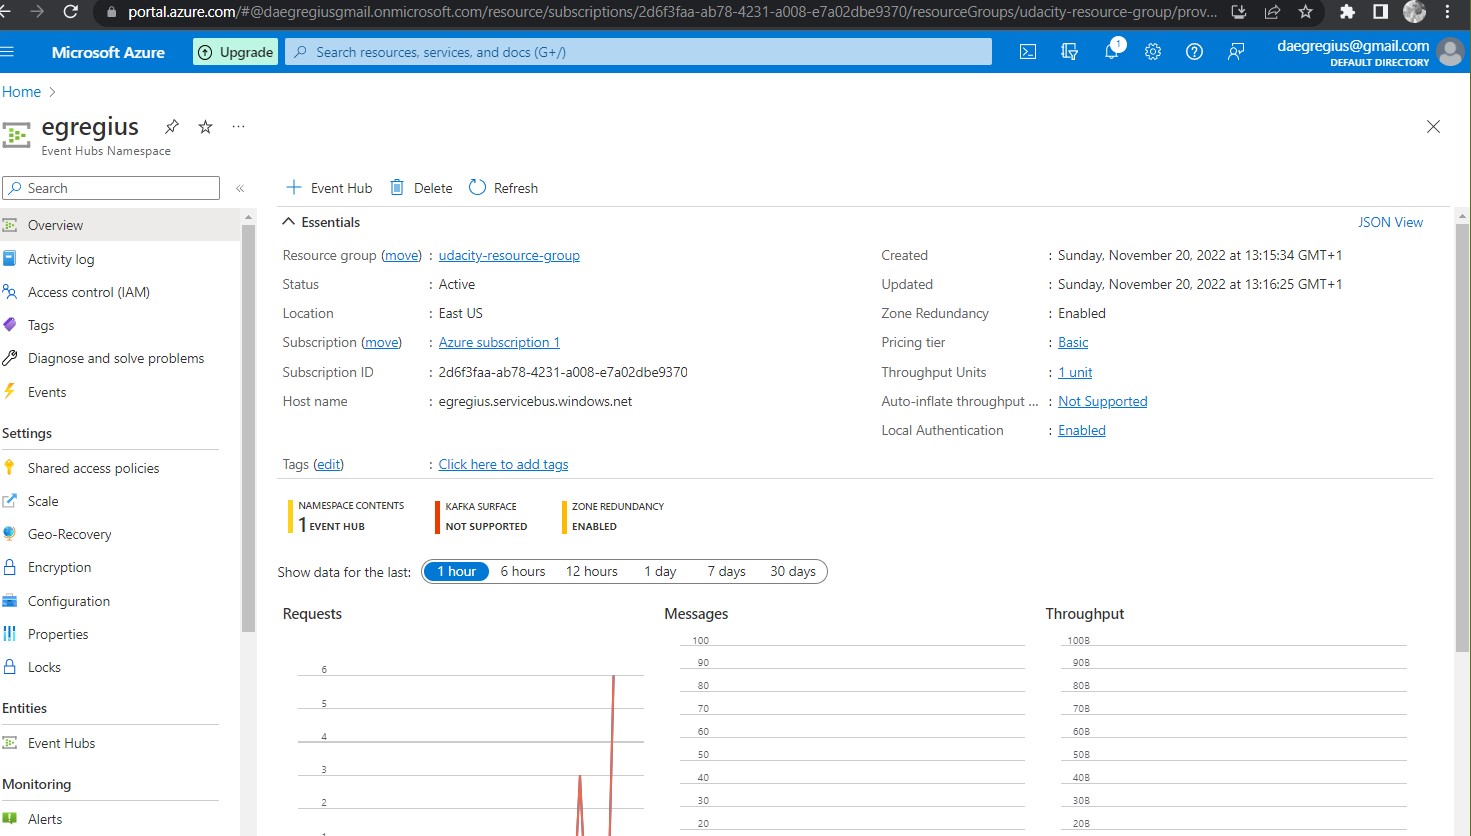 portal.azure.com/#@daegregiusgmail.onmicrosoft.com/resource/subscriptions/2d6f3faa-ab78-4231-a008-e7a02dbe9370/resourceGroups/udacity-resource-group/prov...
Microsoft Azure
Upgrade
Search resources, services, and docs (G+/)
1
daegregius@gmail.com
DEFAULT DIRECTORY
Home >
egregius
Event Hubs Namespace
Search
«
Event Hub
Delete
Refresh
Overview
Activity log
Access control (IAM)
Tags
Diagnose and solve problems
Events
Settings
Shared access policies
Scale
Geo-Recovery
Encryption
Configuration
Properties
Locks
Entities
Event Hubs
Monitoring
Alerts
Essentials
JSON View
Resource group (move) : udacity-resource-group
Status : Active
Location : East US
Subscription (move) : Azure subscription 1
Subscription ID : 2d6f3faa-ab78-4231-a008-e7a02dbe9370
Host name : egregius.servicebus.windows.net
Created : Sunday, November 20, 2022 at 13:15:34 GMT+1
Updated : Sunday, November 20, 2022 at 13:16:25 GMT+1
Zone Redundancy : Enabled
Pricing tier : Basic
Throughput Units : 1 unit
Auto-inflate throughput ... : Not Supported
Local Authentication : Enabled
Tags (edit) : Click here to add tags
NAMESPACE CONTENTS
1 EVENT HUB
KAFKA SURFACE
NOT SUPPORTED
ZONE REDUNDANCY
ENABLED
Show data for the last: 1 hour 6 hours 12 hours 1 day 7 days 30 days
Requests
6
5
4
3
2
Messages
100
90
80
70
60
50
40
30
20
Throughput
100B
90B
80B
70B
60B
50B
40B
30B
20B